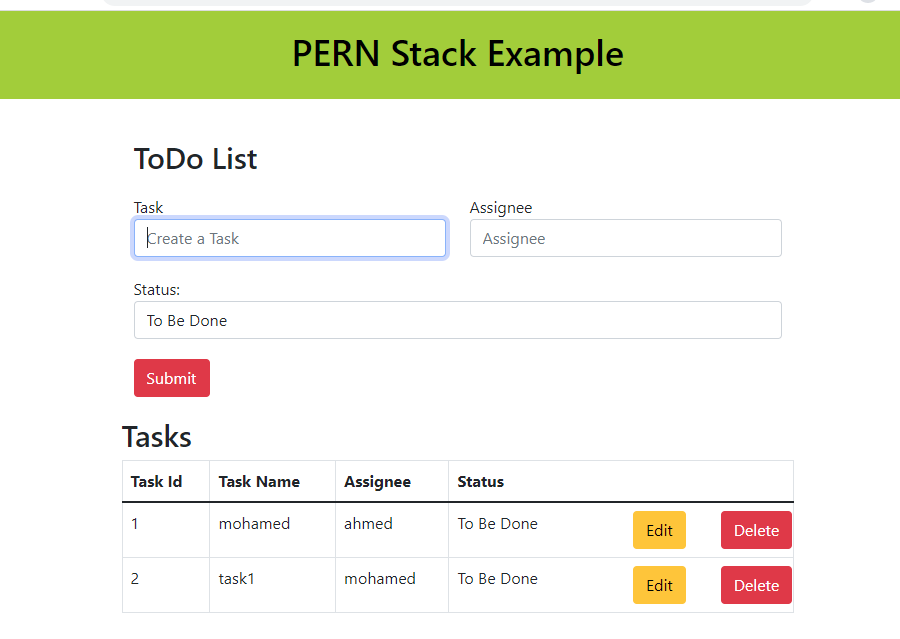 PERN Stack Example
ToDo List
Task Assignee
Create a Task Assignee
Status:
To Be Done
Submit
Tasks
Task Id Task Name Assignee Status
1 mohamed ahmed To Be Done Edit Delete
2 task1 mohamed To Be Done Edit Delete